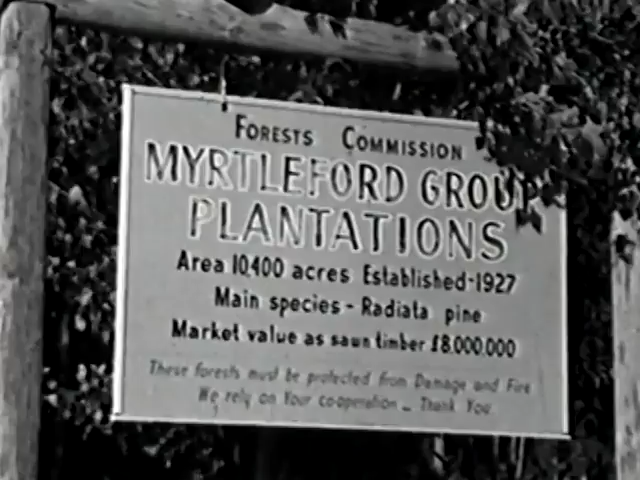 FORESTS COMMISSION
MYRTLEFORD GROUP
PLANTATIONS
Area 10,400 acres Established-1927
Main species - Radiata pine
Market value as sawn timber £8,000,000
These forests must be protected from Damage and Fire
We rely on Your co-operation _ Thank You